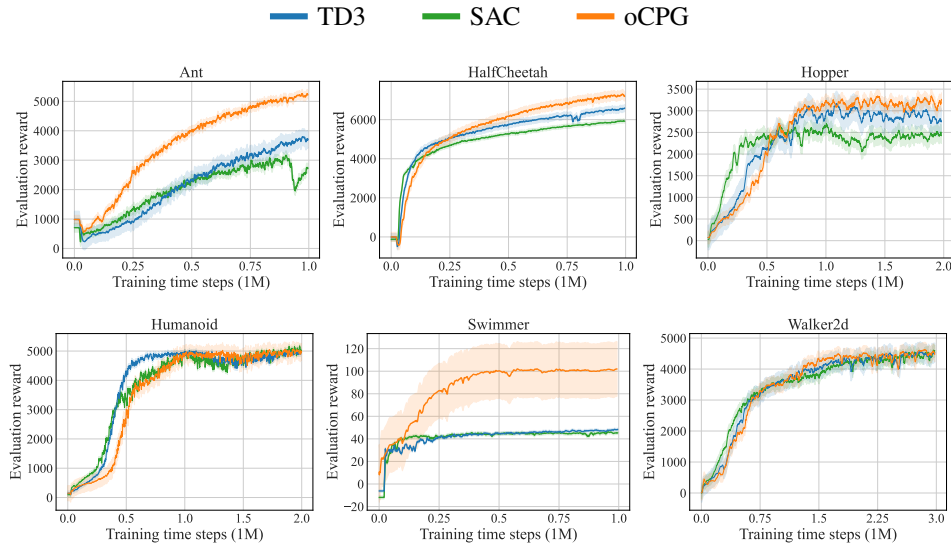 TD3 SAC oCPG
Ant
Evaluation reward
5000
4000
3000
2000
1000
0
0.0 0.25 0.5 0.75 1.0
Training time steps (1M)
HalfCheetah
Evaluation reward
6000
4000
2000
0
0.0 0.25 0.5 0.75 1.0
Training time steps (1M)
Hopper
Evaluation reward
3500
3000
2500
2000
1500
1000
500
0
0.0 0.5 1.0 1.5 2.0
Training time steps (1M)
Humanoid
Evaluation reward
5000
4000
3000
2000
1000
0
0.0 0.5 1.0 1.5 2.0
Training time steps (1M)
Swimmer
Evaluation reward
120
100
80
60
40
20
0
−20
0.0 0.25 0.5 0.75 1.0
Training time steps (1M)
Walker2d
Evaluation reward
5000
4000
3000
2000
1000
0
0.0 0.75 1.5 2.25 3.0
Training time steps (1M)